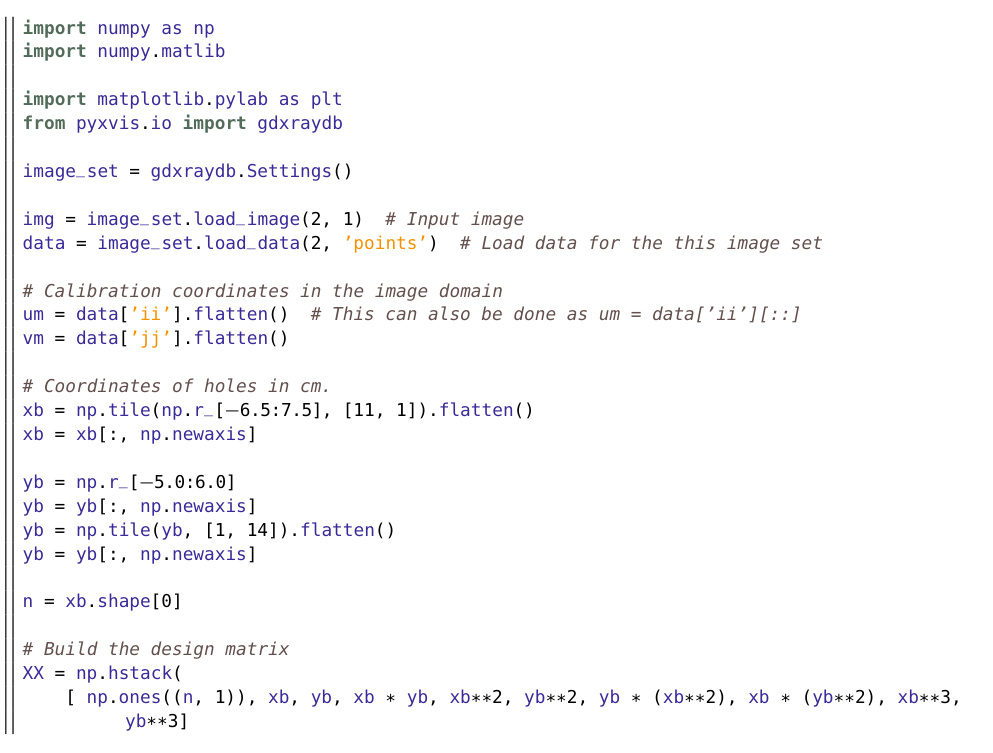 import numpy as np
import numpy.matlib
import matplotlib.pylab as plt
from pyxvis.io import gdxraydb
image_set = gdxraydb.Settings()
img = image_set.load_image(2, 1)  # Input image
data = image_set.load_data(2, ’points’)  # Load data for the this image set
# Calibration coordinates in the image domain
um = data[’ii’].flatten()  # This can also be done as um = data[’ii’][::]
vm = data[’jj’].flatten()
# Coordinates of holes in cm.
xb = np.tile(np.r_[−6.5:7.5], [11, 1]).flatten()
xb = xb[:, np.newaxis]
yb = np.r_[−5.0:6.0]
yb = yb[:, np.newaxis]
yb = np.tile(yb, [1, 14]).flatten()
yb = yb[:, np.newaxis]
n = xb.shape[0]
# Build the design matrix
XX = np.hstack(
    [ np.ones((n, 1)), xb, yb, xb * yb, xb**2, yb**2, yb * (xb**2), xb * (yb**2), xb**3,
        yb**3]